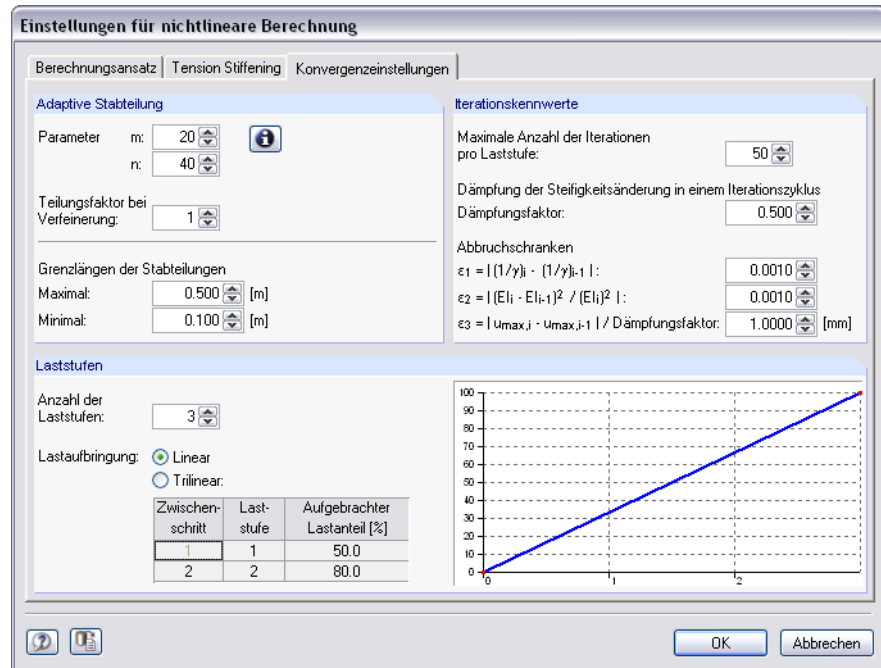 Einstellungen für nichtlineare Berechnung
Berechnungsansatz Tension Stiffening Konvergenzeinstellungen
Adaptive Stabteilung
Parameter m: 20
n: 40
Teilungsfaktor bei
Verfeinerung: 1
Grenzlängen der Stabteilungen
Maximal: 0.500 [m]
Minimal: 0.100 [m]
Iterationskennwerte
Maximale Anzahl der Iterationen
pro Laststufe: 50
Dämpfung der Steifigkeitsänderung in einem Iterationszyklus
Dämpfungsfaktor: 0.500
Abbruchschranken
ε1 = | (1/γ)i - (1/γ)i-1 | : 0.0010
ε2 = | (EIi - EIi-1)² / (EIi)² | : 0.0010
ε3 = | umax,i - umax,i-1 | / Dämpfungsfaktor: 1.0000 [mm]
Laststufen
Anzahl der
Laststufen: 3
Lastaufbringung: Linear
Trilinear:
Zwischen- Last- Aufgebrachter
schritt stufe Lastanteil [%]
1 1 50.0
2 2 80.0
100
90
80
70
60
50
40
30
20
10
0
0 1 2
OK Abbrechen